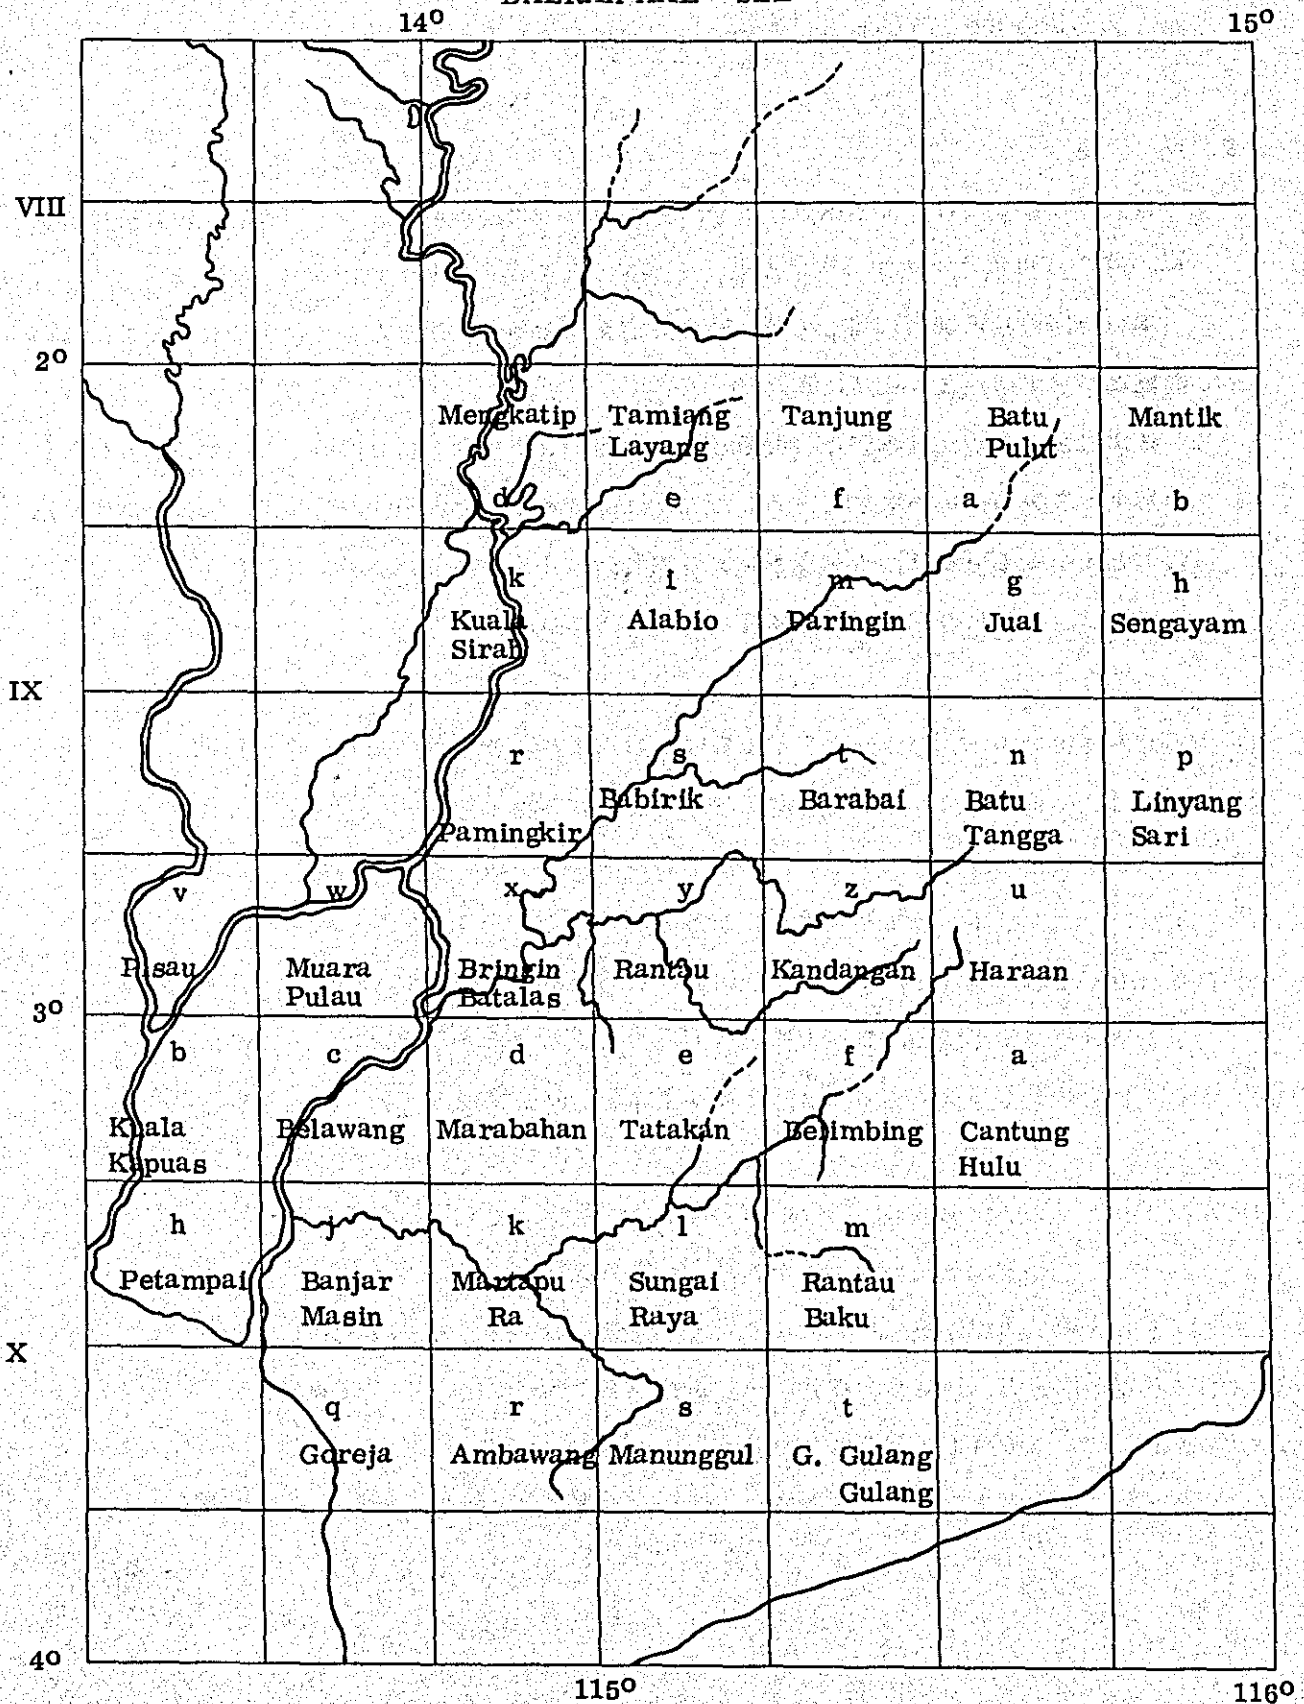 14⁰ 15⁰
VIII
2⁰
Mengkatip Tamiang Tanjung Batu Mantik
Layang Pulut
d e f a b
k l m g h
Kuala Alabio Paringin Juai Sengayam
Sirah
IX
r s t n p
Babirik Barabai Batu Linyang
Pamingkir Tangga Sari
v w x y z u
Pisau Muara Bringin Rantau Kandangan Haraan
Pulau Batalas
3⁰
b c d e f a
Kuala Belawang Marabahan Tatakan Belimbing Cantung
Kapuas Hulu
h j k l m
Petampai Banjar Martapu Sungai Rantau
Masin Ra Raya Baku
X
q r s t
Goreja Ambawang Manunggul G. Gulang
Gulang
4⁰
115⁰ 116⁰